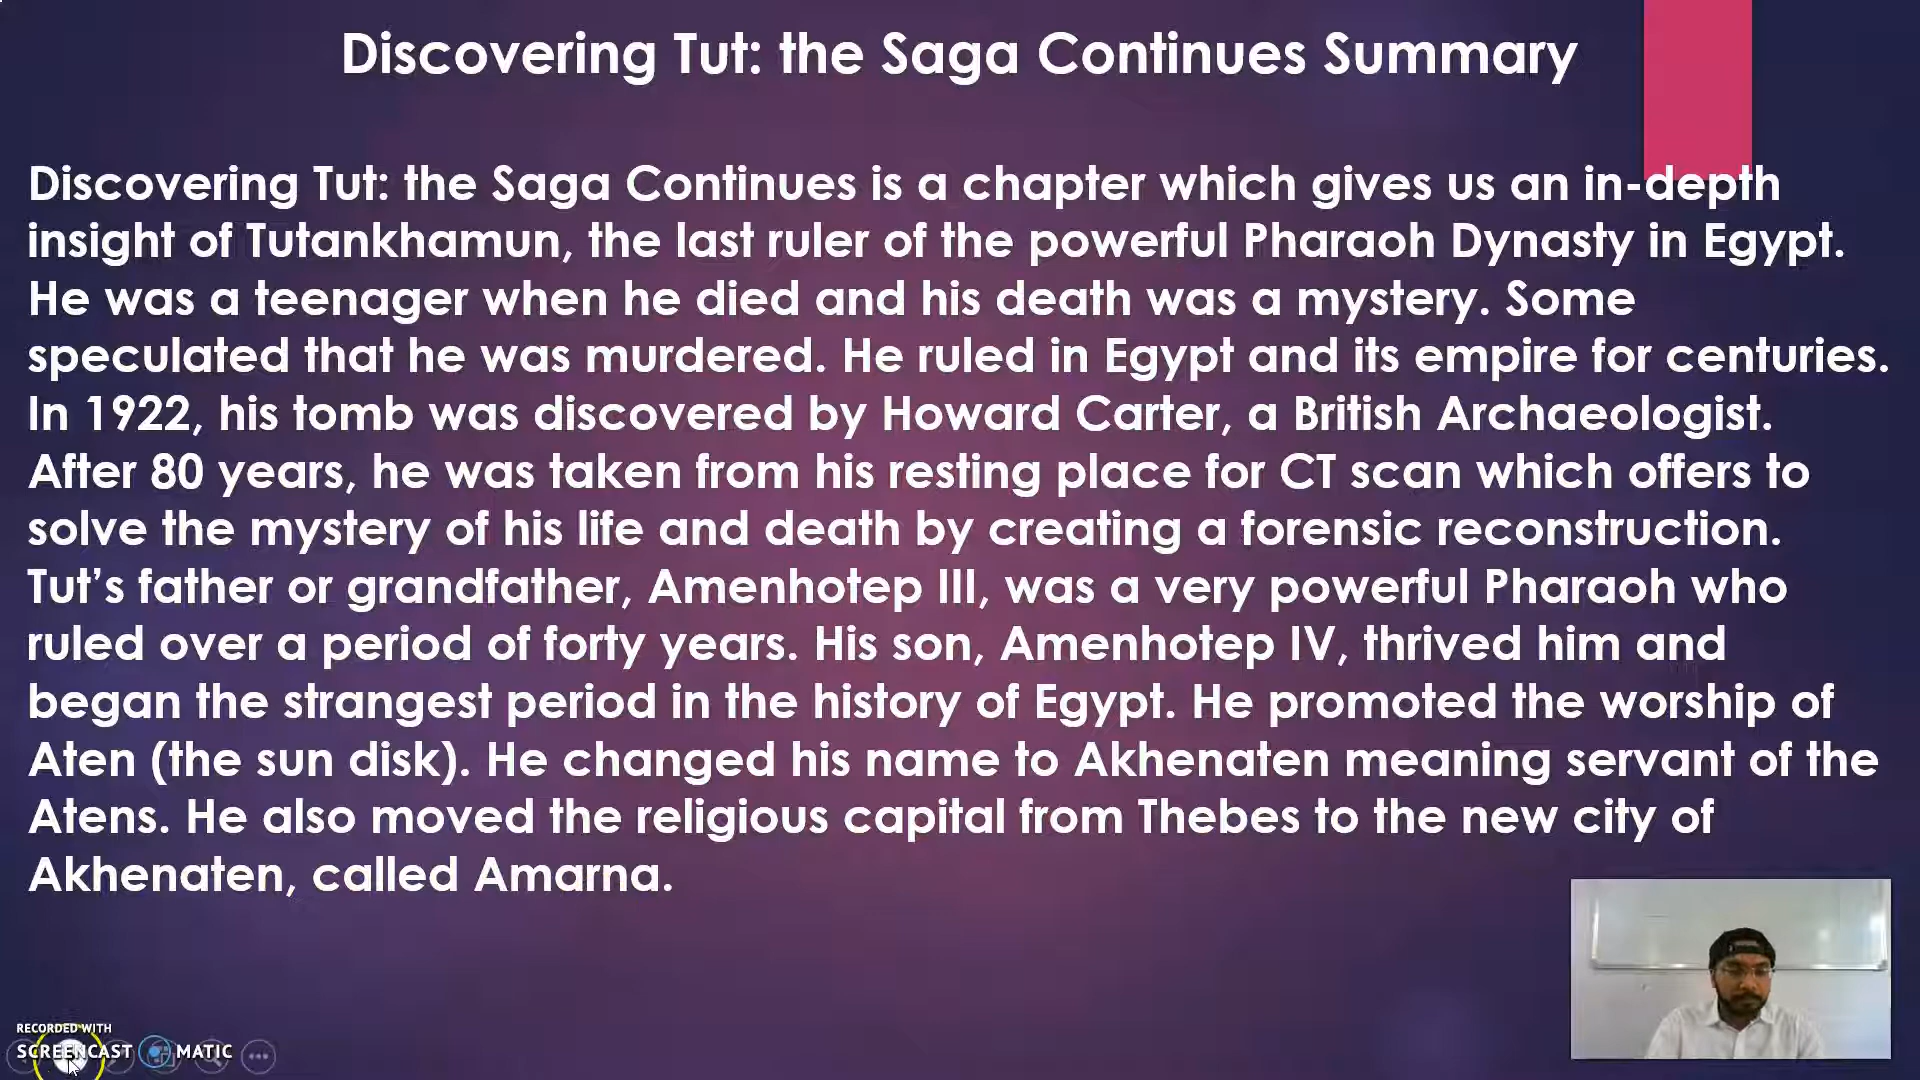 Discovering Tut: the Saga Continues Summary
Discovering Tut: the Saga Continues is a chapter which gives us an in-depth
insight of Tutankhamun, the last ruler of the powerful Pharaoh Dynasty in Egypt.
He was a teenager when he died and his death was a mystery. Some
speculated that he was murdered. He ruled in Egypt and its empire for centuries.
In 1922, his tomb was discovered by Howard Carter, a British Archaeologist.
After 80 years, he was taken from his resting place for CT scan which offers to
solve the mystery of his life and death by creating a forensic reconstruction.
Tut’s father or grandfather, Amenhotep III, was a very powerful Pharaoh who
ruled over a period of forty years. His son, Amenhotep IV, thrived him and
began the strangest period in the history of Egypt. He promoted the worship of
Aten (the sun disk). He changed his name to Akhenaten meaning servant of the
Atens. He also moved the religious capital from Thebes to the new city of
Akhenaten, called Amarna.
RECORDED WITH
SCREENCAST MATIC